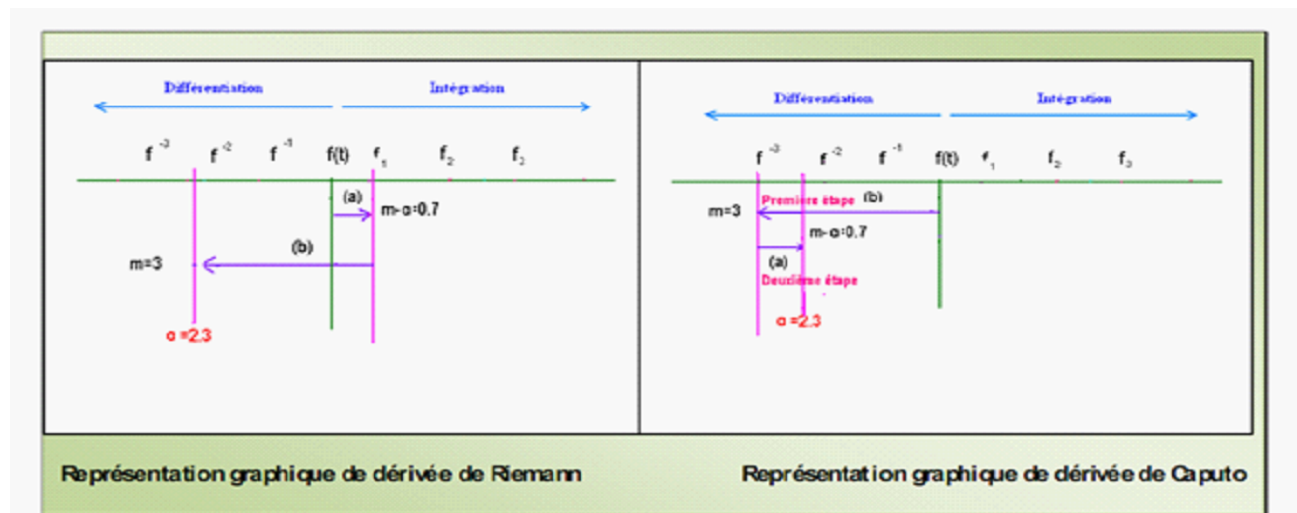 Différentiation Intégration
f -3 f -2 f -1 f(t) f1 f2 f3
(a)
m-α=0.7
(b)
m=3
α =2.3
Différentiation Intégration
f -3 f -2 f -1 f(t) f1 f2 f3
Première étape (b)
m=3
m-α=0.7
(a)
Deuxième étape
α =2.3
Représentation graphique de dérivée de Riemann
Représentation graphique de dérivée de Caputo